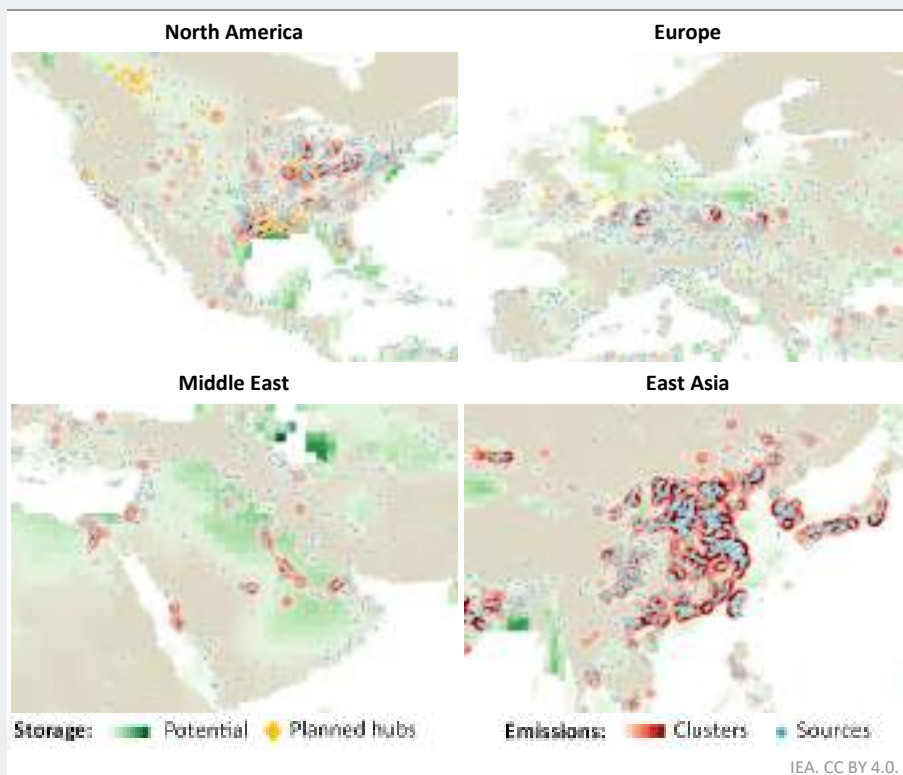 North America
Europe
Middle East
East Asia
Storage: Potential Planned hubs
Emissions: Clusters Sources
IEA. CC BY 4.0.